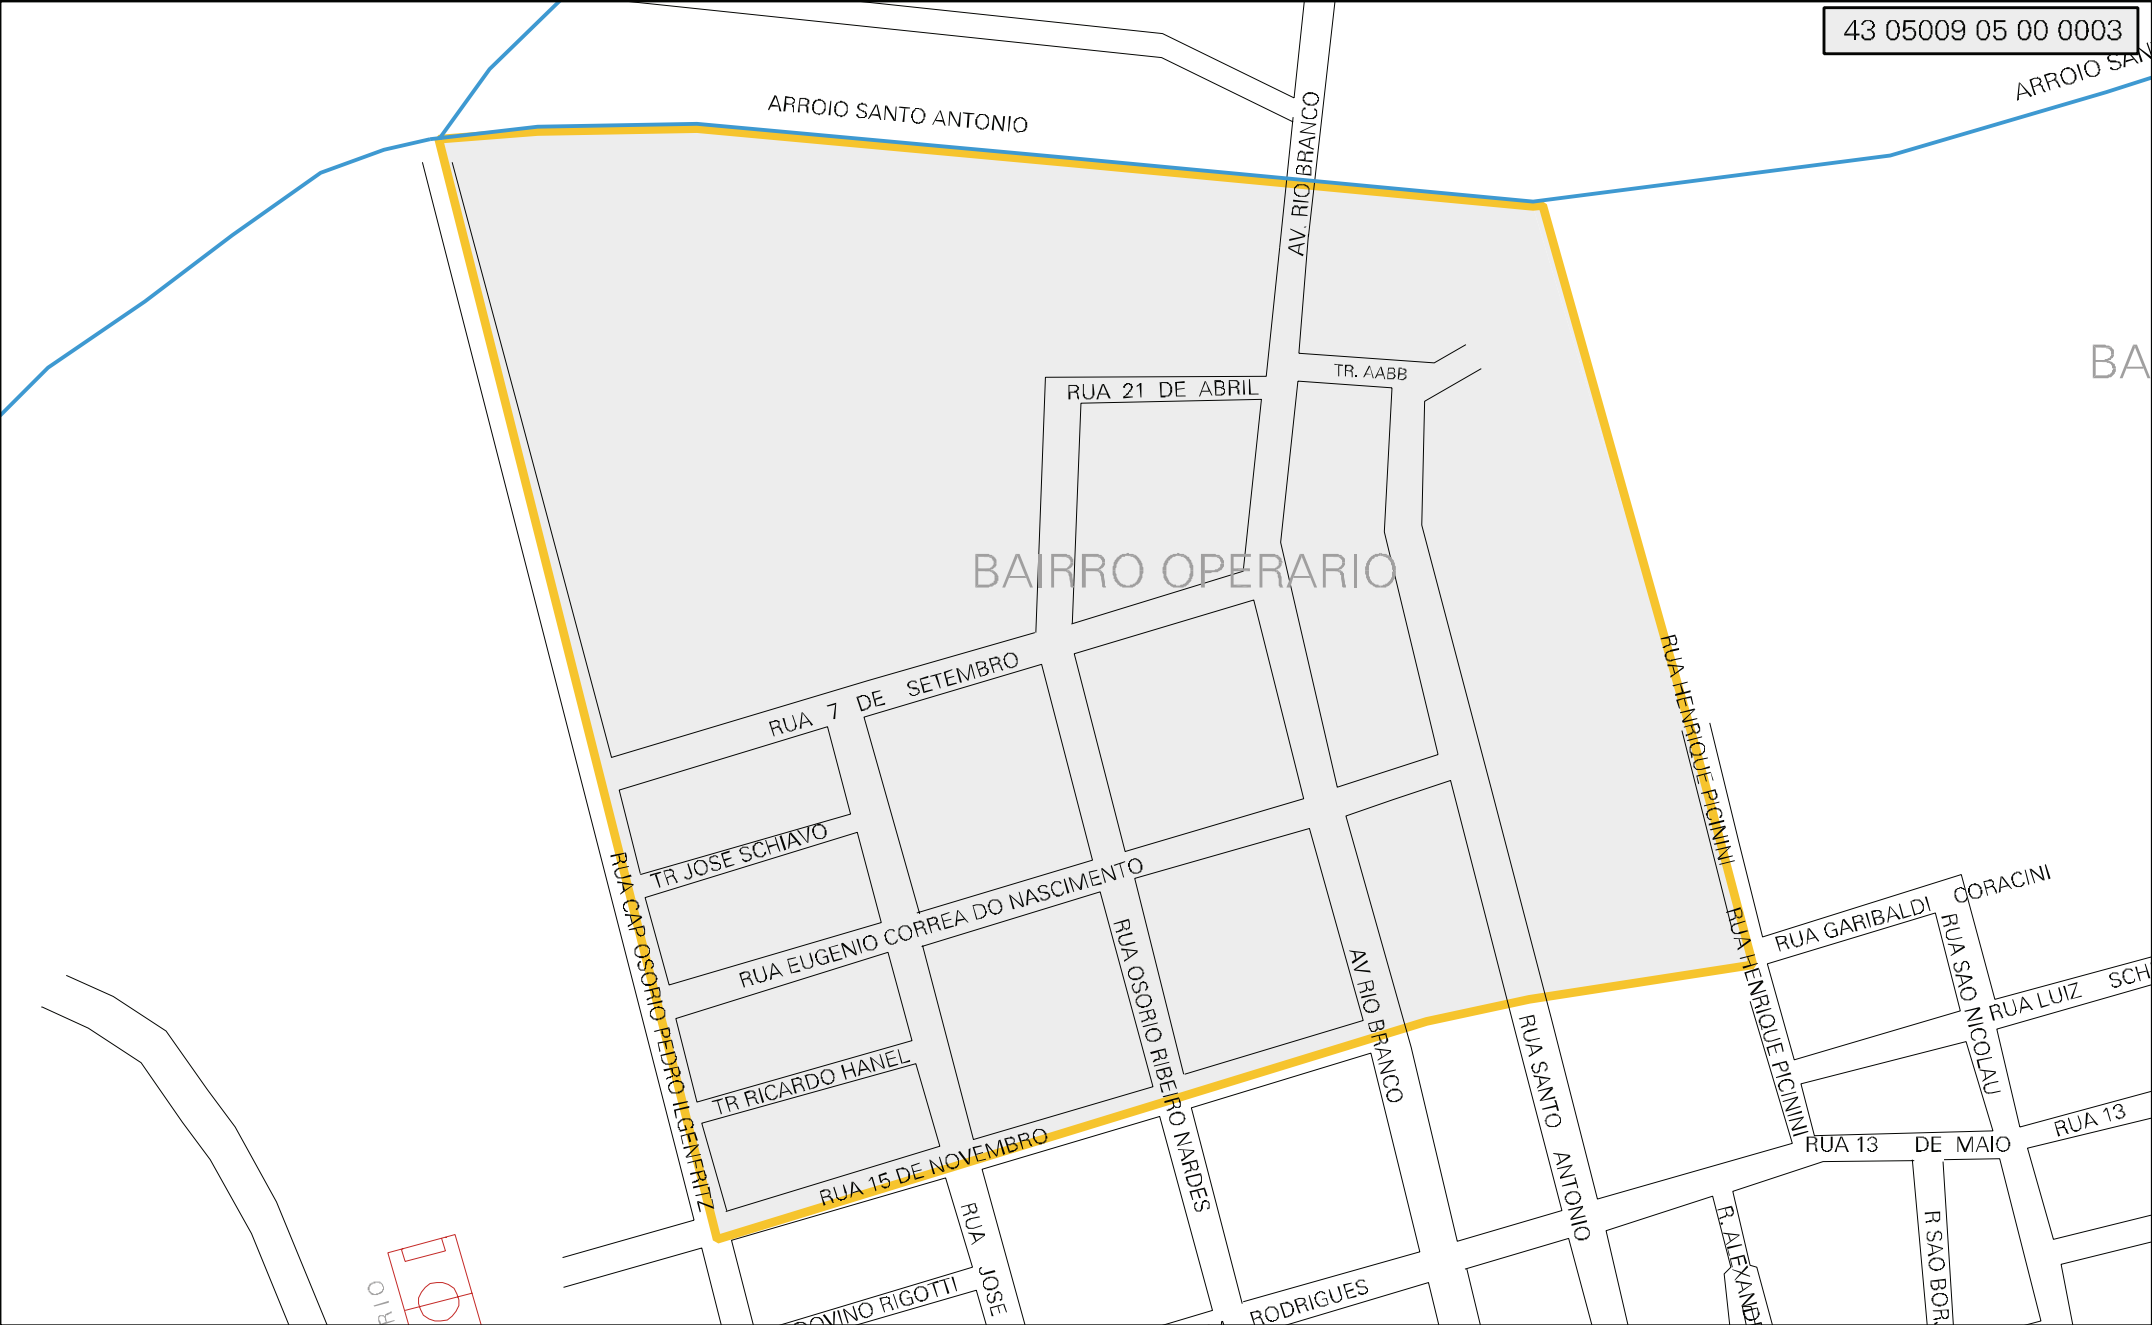 43 05009 05 00 0003
ARROIO SANTO ANTONIO
AV. RIO BRANCO
BA
TR. AABB
RUA 21 DE ABRIL
BAIRRO OPERARIO
RUA 7 DE SETEMBRO
RUA HENRIQUE PICININI
TR JOSE SCHIAVO
RUA EUGENIO CORREA DO NASCIMENTO
RUA CAP OSORIO PEDRO ILGENFRITZ
RUA OSORIO RIBEIRO NARDES
AV RIO BRANCO
RUA SANTO ANTONIO
RUA HENRIQUE PICININI
RUA GARIBALDI CORACINI
RUA SAO NICOLAU
RUA LUIZ SCH
TR RICARDO HANEL
RUA 15 DE NOVEMBRO
RUA 13 DE MAIO
RUA 13
RUA JOSE
R SAO BOR
RODRIGUES
RIGOTTI
RIO